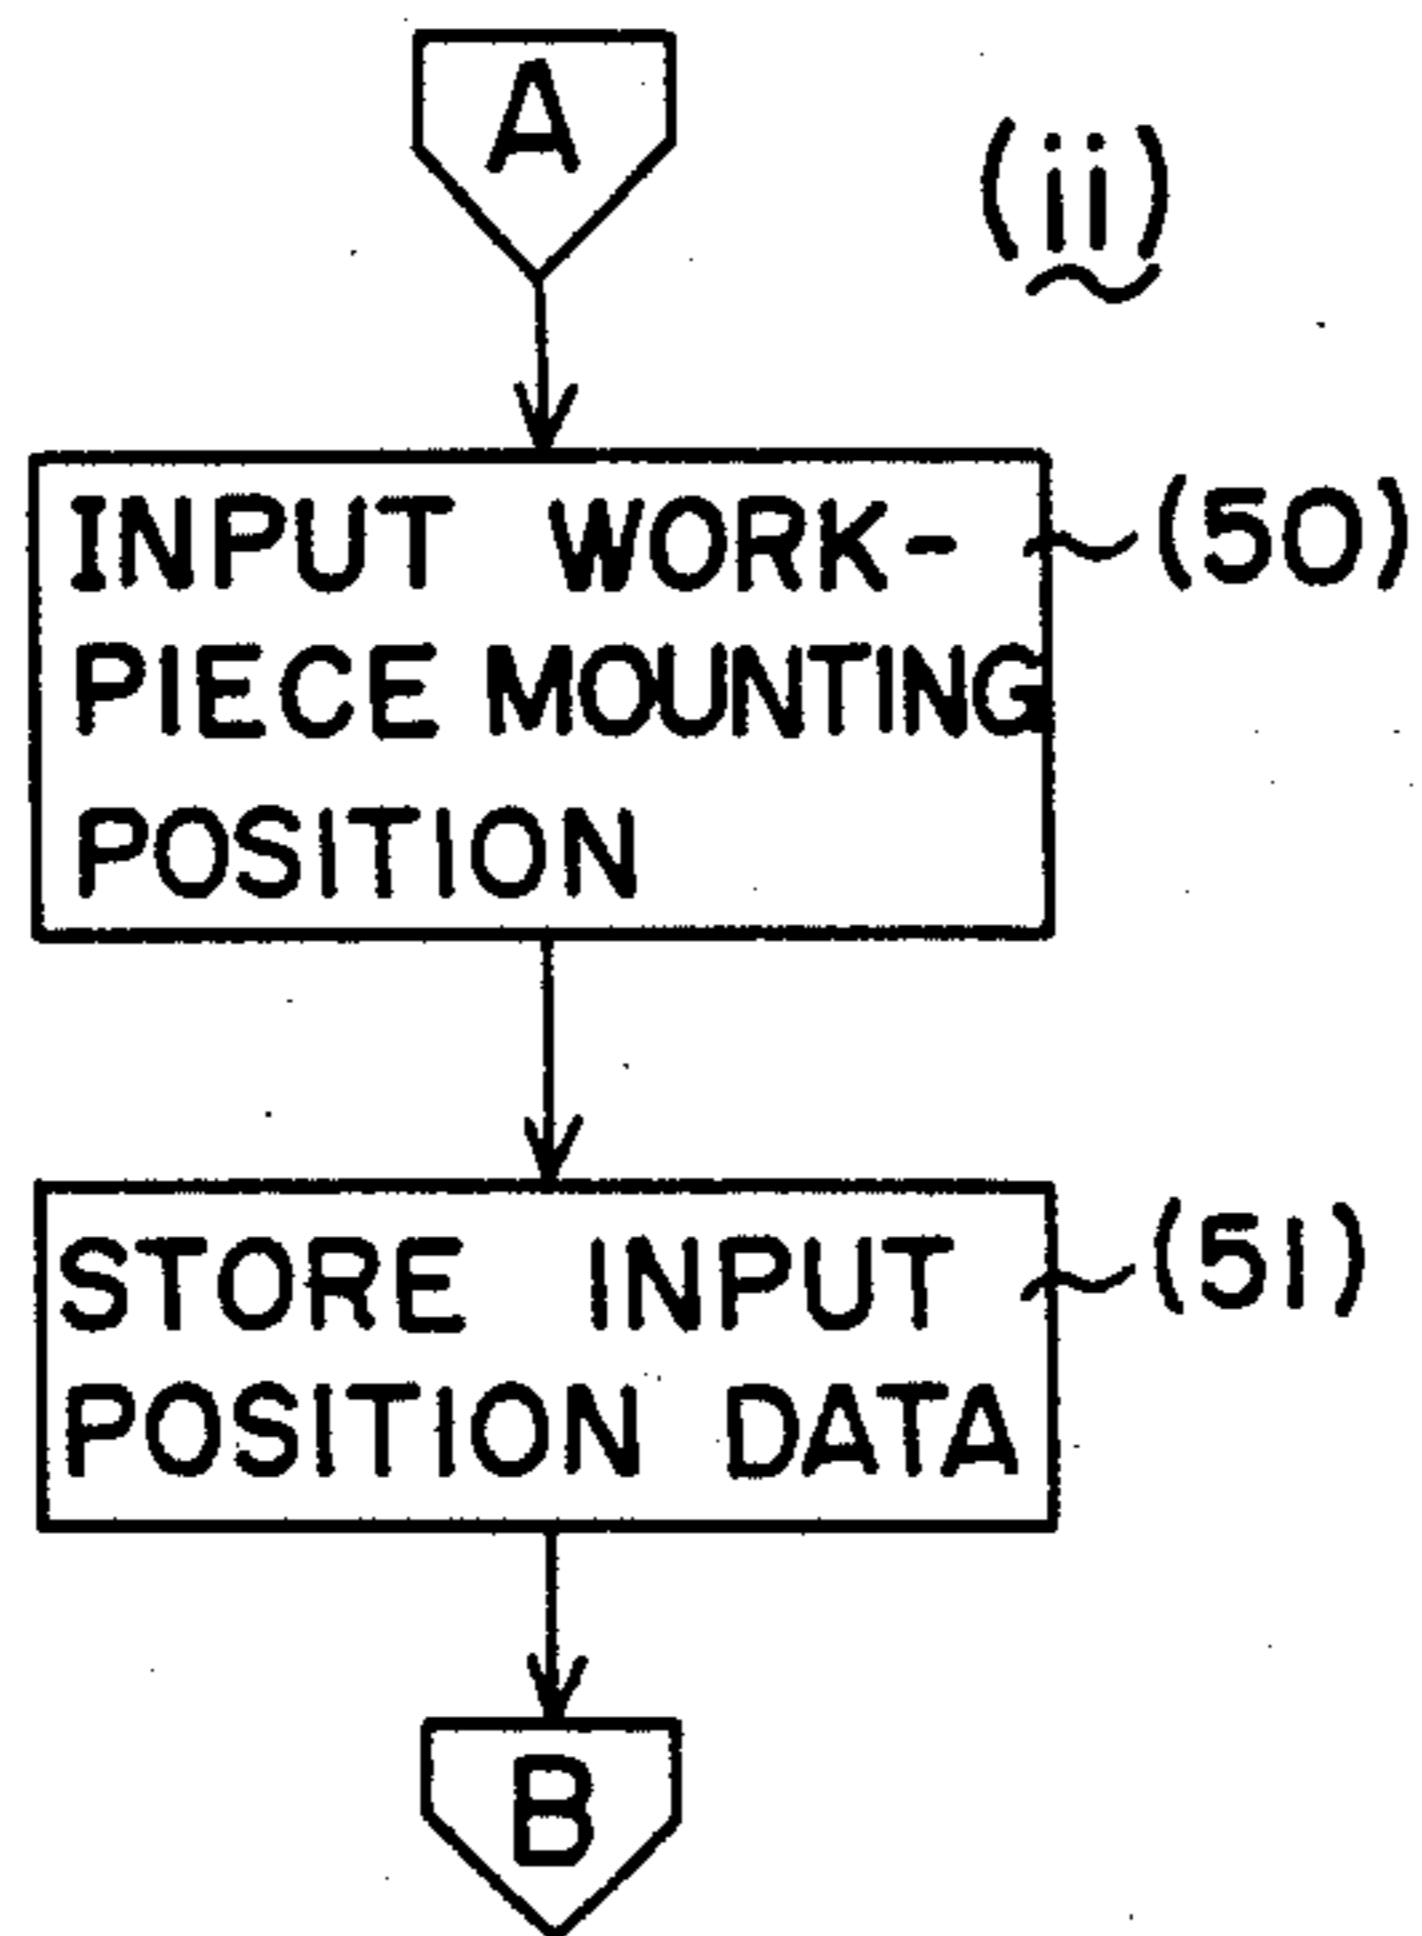 A
(ii)
INPUT WORK-
(50)
PIECE MOUNTING
POSITION
STORE INPUT
(51)
POSITION DATA
B